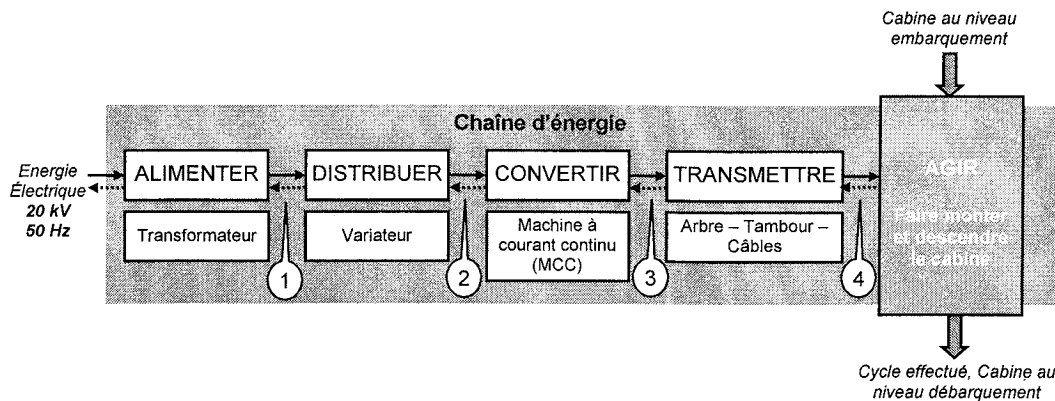 Cabine au niveau
embarquement
Chaîne d'énergie
Energie
Électrique
20 kV
50 Hz
ALIMENTER
DISTRIBUER
CONVERTIR
TRANSMETTRE
AGIR
Faire monter
et descendre
la cabine
Transformateur
Variateur
Machine à
courant continu
(MCC)
Arbre – Tambour –
Câbles
1
2
3
4
Cycle effectué, Cabine au
niveau débarquement